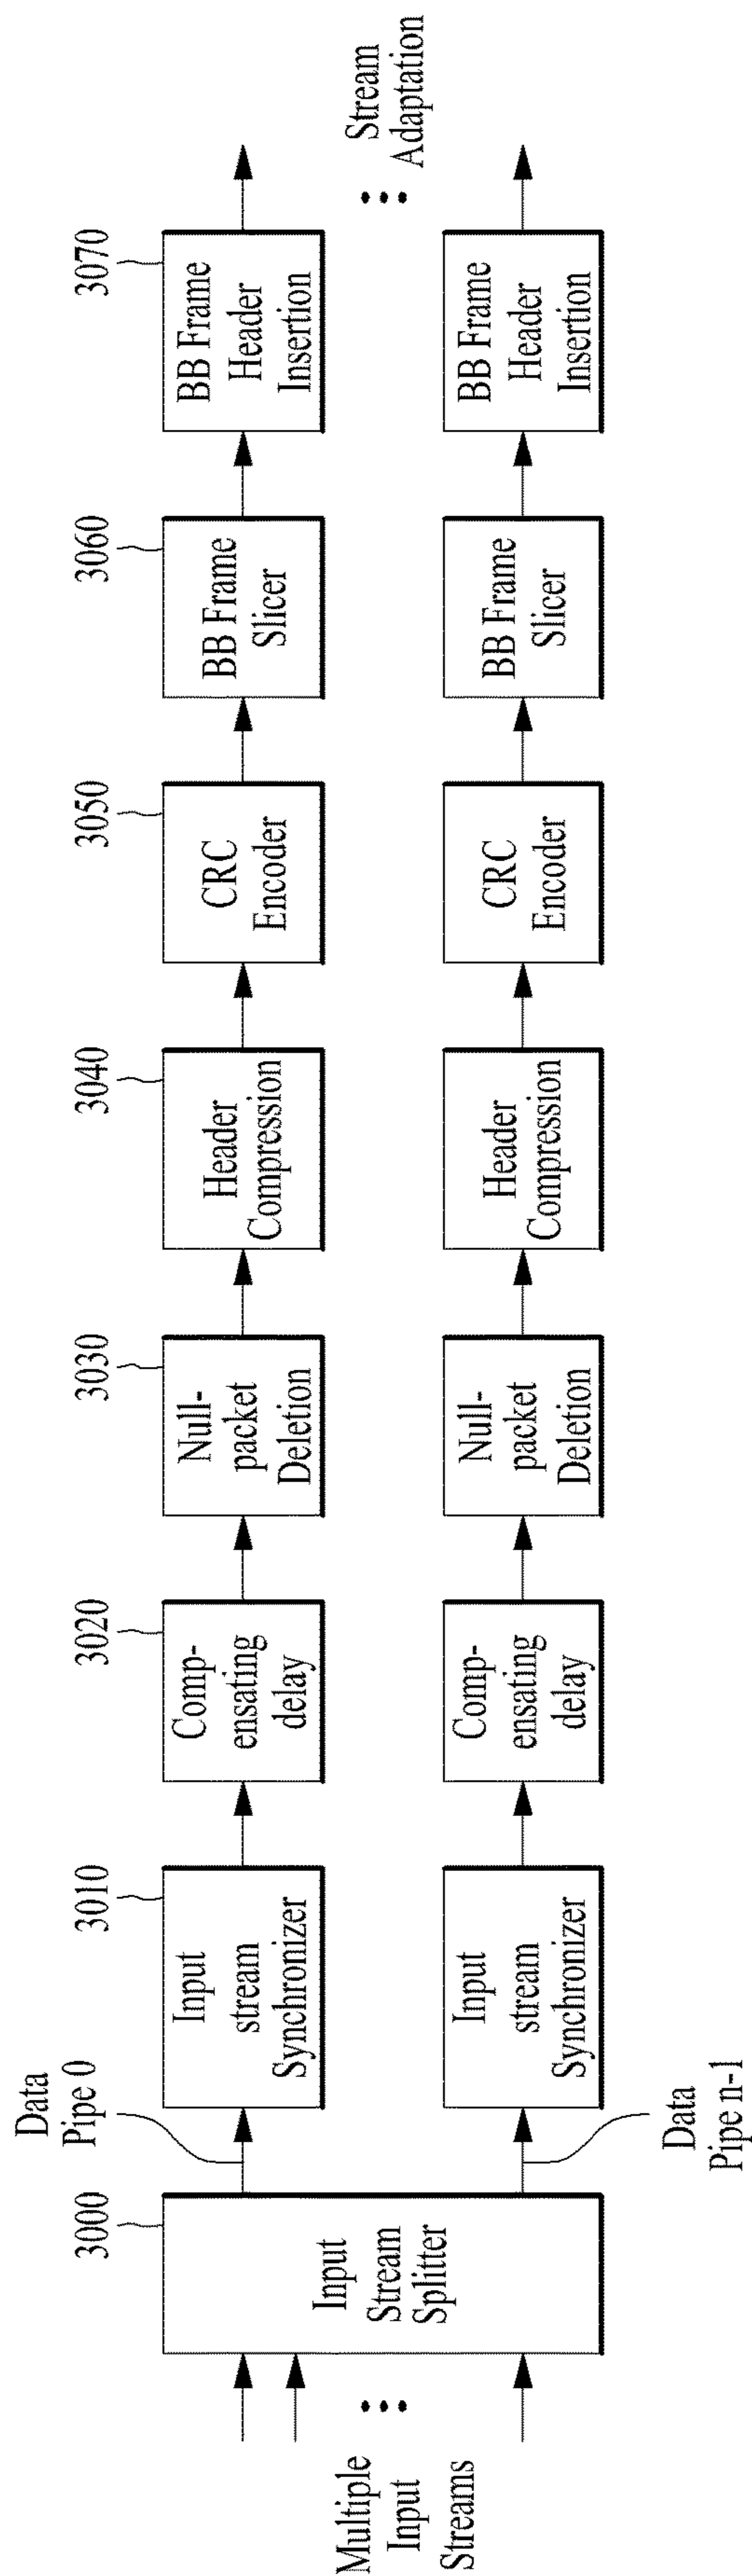 Multiple
Input
Streams
3000
Input
Stream
Splitter
Data
Pipe 0
3010
Input
stream
Synchronizer
3020
Comp-
ensating
delay
3030
Null-
packet
Deletion
3040
Header
Compression
3050
CRC
Encoder
3060
BB Frame
Slicer
3070
BB Frame
Header
Insertion
Data
Pipe n-1
Input
stream
Synchronizer
Comp-
ensating
delay
Null-
packet
Deletion
Header
Compression
CRC
Encoder
BB Frame
Slicer
BB Frame
Header
Insertion
Stream
Adaptation